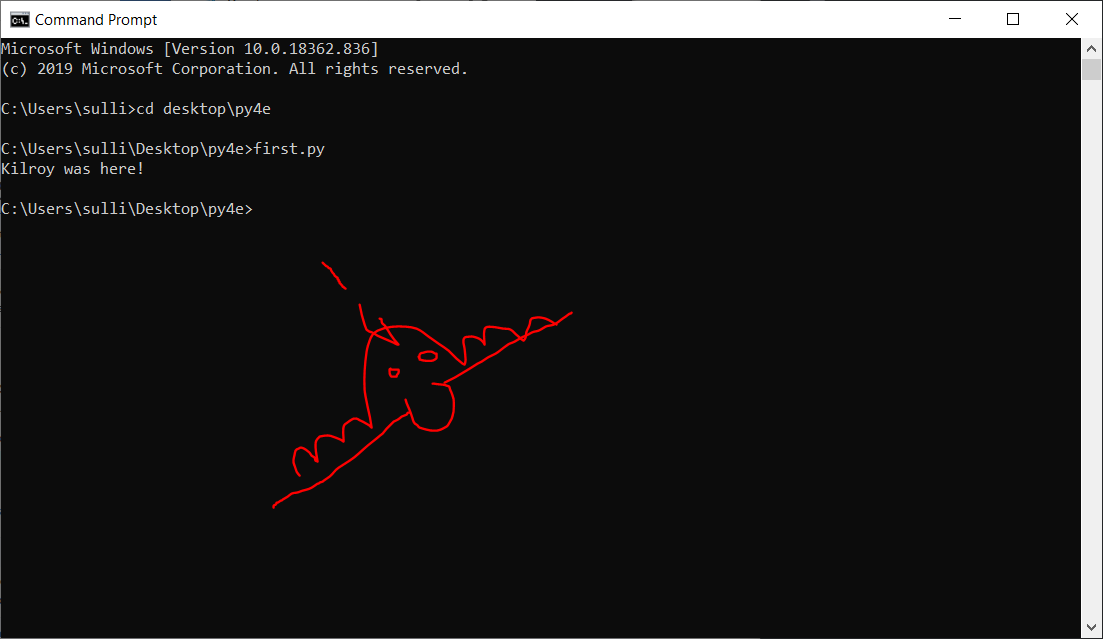 Command Prompt
Microsoft Windows [Version 10.0.18362.836]
(c) 2019 Microsoft Corporation. All rights reserved.
C:\Users\sulli>cd desktop\py4e
C:\Users\sulli\Desktop\py4e>first.py
Kilroy was here!
C:\Users\sulli\Desktop\py4e>